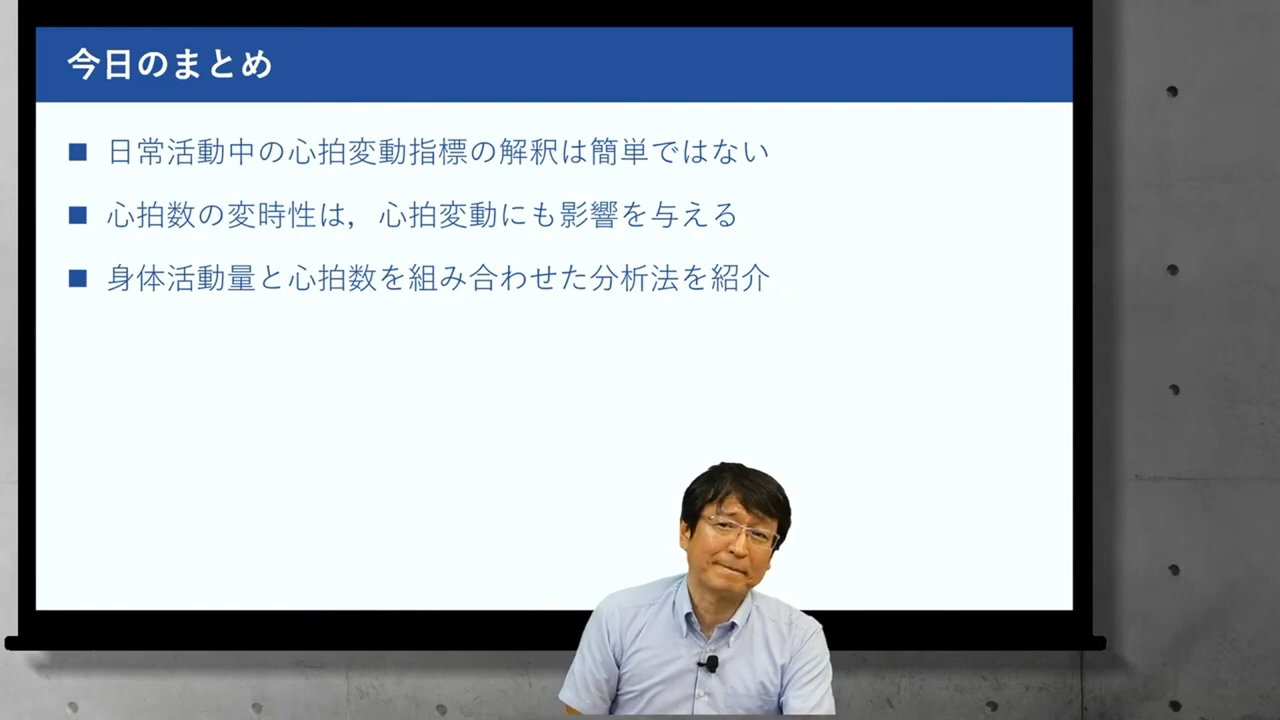 今日のまとめ
■ 日常活動中の心拍変動指標の解釈は簡単ではない
■ 心拍数の変時性は，心拍変動にも影響を与える
■ 身体活動量と心拍数を組み合わせた分析法を紹介